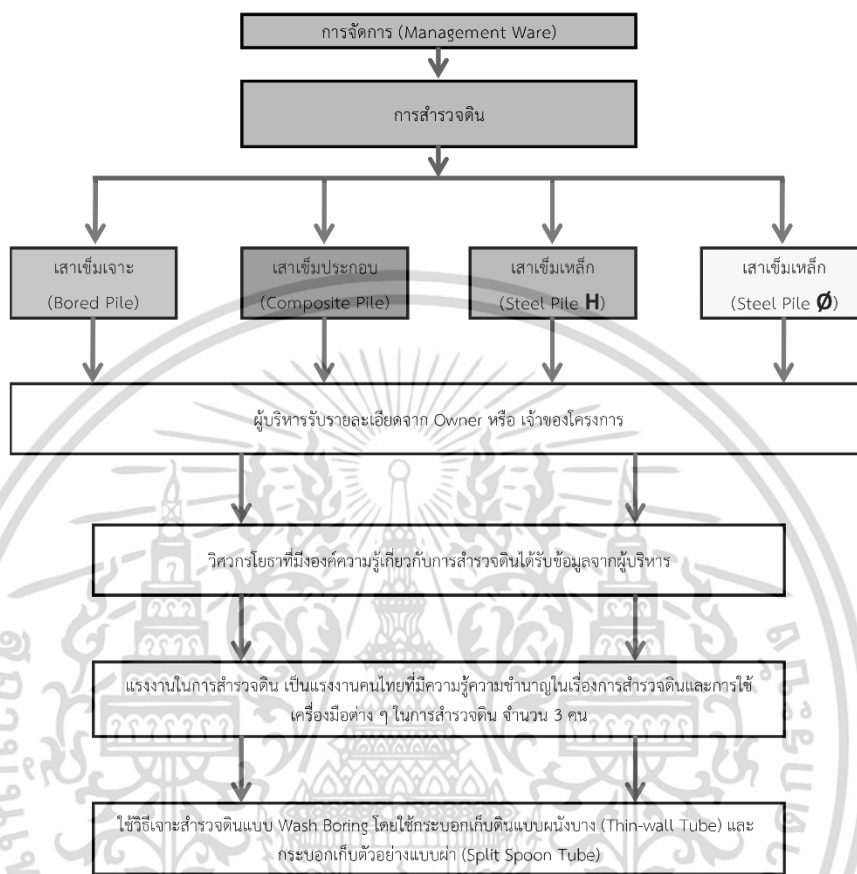 การจัดการ (Management Ware)
การสำรวจดิน
เสาเข็มเจาะ
(Bored Pile)
เสาเข็มประกอบ
(Composite Pile)
เสาเข็มเหล็ก
(Steel Pile H)
เสาเข็มเหล็ก
(Steel Pile Ø)
ผู้บริหารรับรายละเอียดจาก Owner หรือ เจ้าของโครงการ
วิศวกรโยธาที่มีองค์ความรู้เกี่ยวกับการสำรวจดินได้รับข้อมูลจากผู้บริหาร
แรงงานในการสำรวจดิน เป็นแรงงานคนไทยที่มีความรู้ความชำนาญในเรื่องการสำรวจดินและการใช้
เครื่องมือต่าง ๆ ในการสำรวจดิน จำนวน 3 คน
ใช้วิธีเจาะสำรวจดินแบบ Wash Boring โดยใช้กระบอกเก็บดินแบบผนังบาง (Thin-wall Tube) และ
กระบอกเก็บตัวอย่างแบบผ่า (Split Spoon Tube)